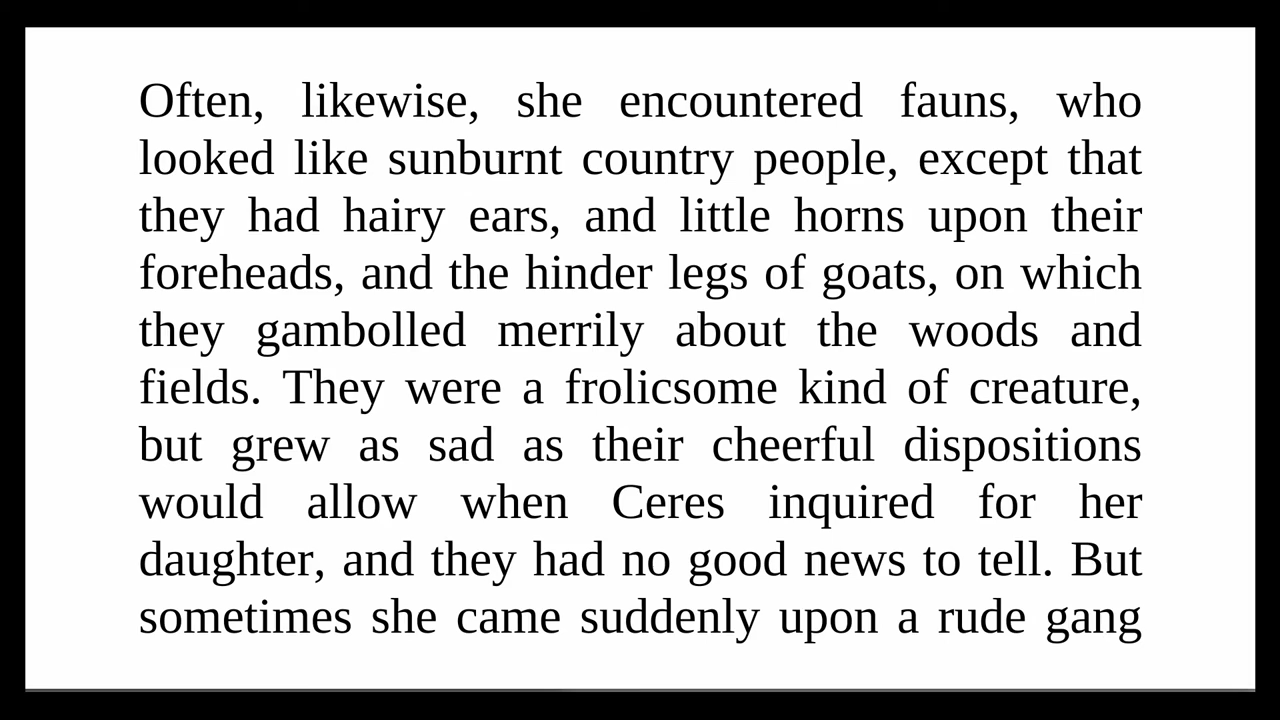 Often, likewise, she encountered fauns, who
looked like sunburnt country people, except that
they had hairy ears, and little horns upon their
foreheads, and the hinder legs of goats, on which
they gambolled merrily about the woods and
fields. They were a frolicsome kind of creature,
but grew as sad as their cheerful dispositions
would allow when Ceres inquired for her
daughter, and they had no good news to tell. But
sometimes she came suddenly upon a rude gang